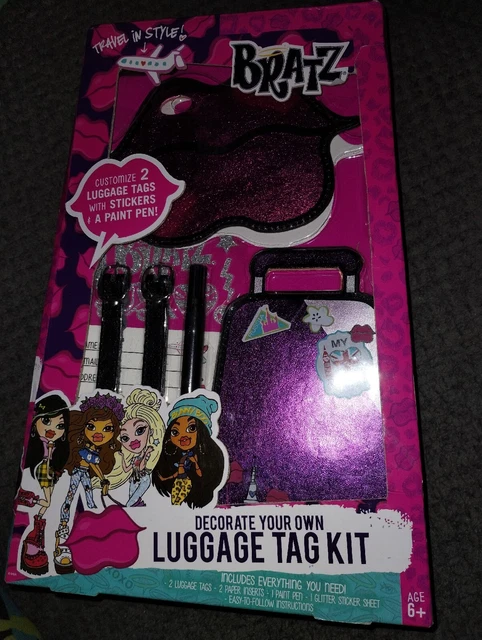 TRAVEL IN STYLE!
BRATZ
CUSTOMIZE 2
LUGGAGE TAGS
WITH STICKERS
& A PAINT PEN!
MY
DECORATE YOUR OWN
LUGGAGE TAG KIT
INCLUDES EVERYTHING YOU NEED!
- 2 LUGGAGE TAGS - 2 PAPER INSERTS - 1 PAINT PEN - 1 GLITTER STICKER SHEET
- EASY-TO-FOLLOW INSTRUCTIONS
AGE
6+
XOXO